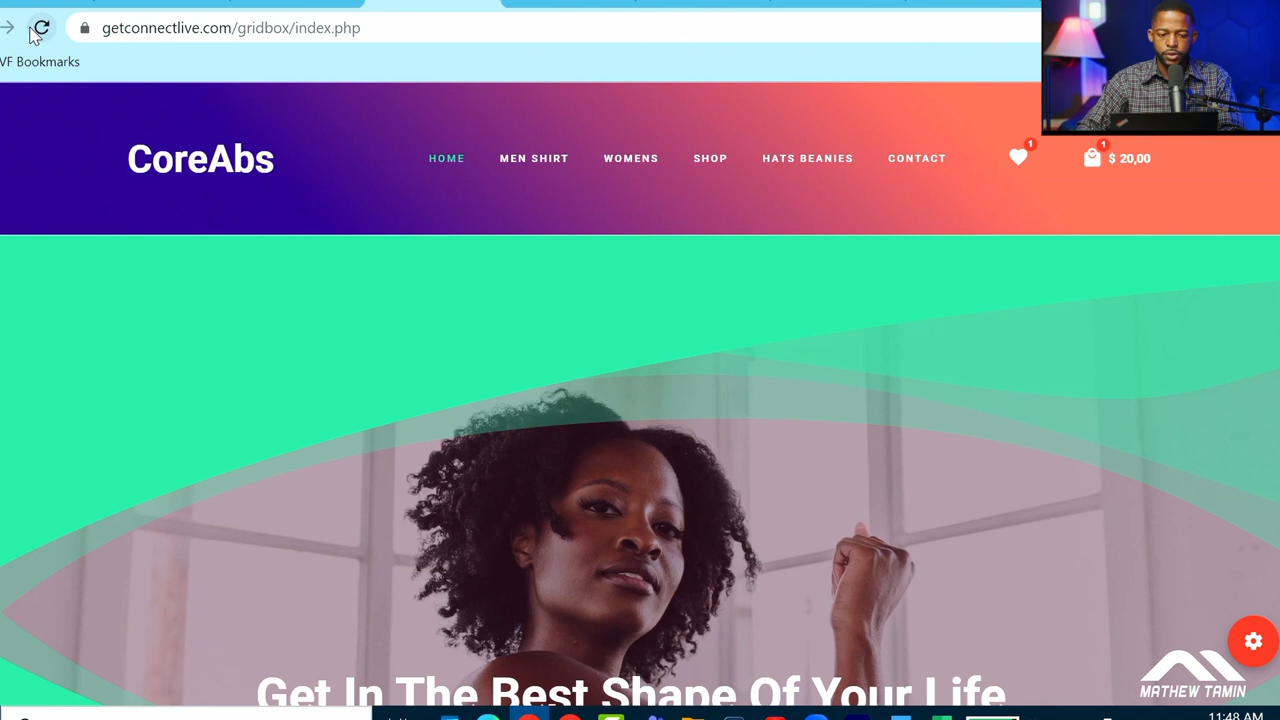 getconnectlive.com/gridbox/index.php
VF Bookmarks
CoreAbs
HOME MEN SHIRT WOMENS SHOP HATS BEANIES CONTACT 1 1 $ 20,00
Get In The Best Shape Of Your Life
MATHEW TAMIN
11:48 AM